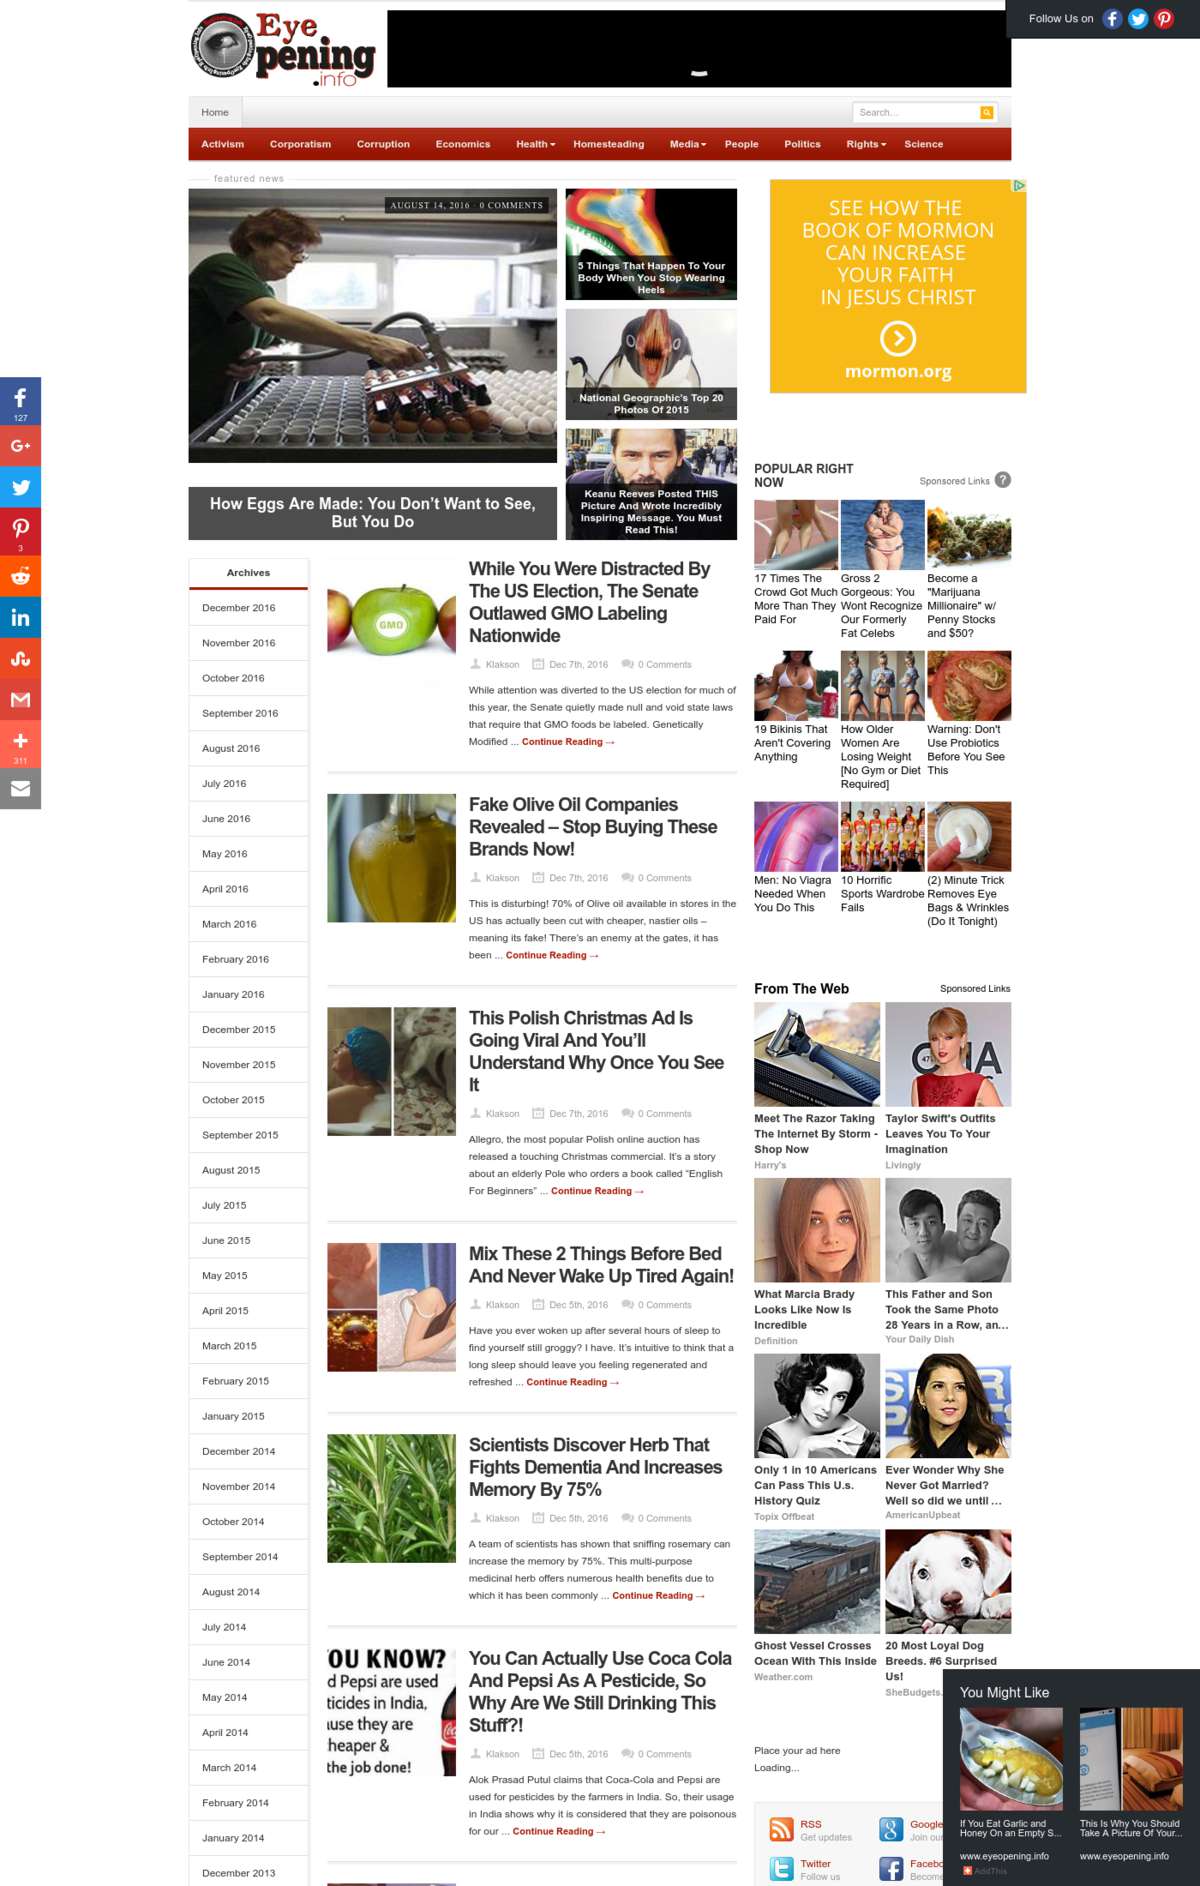 Follow Us on
Eye
pening
.info
Home
Search...
Activism
Corporatism
Corruption
Economics
Health
Homesteading
Media
People
Politics
Rights
Science
featured news
AUGUST 14, 2016 · 0 COMMENTS
How Eggs Are Made: You Don't Want to See,
But You Do
5 Things That Happen To Your
Body When You Stop Wearing
Heels
National Geographic's Top 20
Photos Of 2015
Keanu Reeves Posted THIS
Picture And Wrote Incredibly
Inspiring Message. You Must
Read This!
SEE HOW THE
BOOK OF MORMON
CAN INCREASE
YOUR FAITH
IN JESUS CHRIST
mormon.org
127
3
311
Archives
December 2016
November 2016
October 2016
September 2016
August 2016
July 2016
June 2016
May 2016
April 2016
March 2016
February 2016
January 2016
December 2015
November 2015
October 2015
September 2015
August 2015
July 2015
June 2015
May 2015
April 2015
March 2015
February 2015
January 2015
December 2014
November 2014
October 2014
September 2014
August 2014
July 2014
June 2014
May 2014
April 2014
March 2014
February 2014
January 2014
December 2013
GMO
While You Were Distracted By
The US Election, The Senate
Outlawed GMO Labeling
Nationwide
Klakson Dec 7th, 2016 0 Comments
While attention was diverted to the US election for much of
this year, the Senate quietly made null and void state laws
that require that GMO foods be labeled. Genetically
Modified ... Continue Reading →
Fake Olive Oil Companies
Revealed – Stop Buying These
Brands Now!
Klakson Dec 7th, 2016 0 Comments
This is disturbing! 70% of Olive oil available in stores in the
US has actually been cut with cheaper, nastier oils –
meaning its fake! There's an enemy at the gates, it has
been ... Continue Reading →
This Polish Christmas Ad Is
Going Viral And You'll
Understand Why Once You See
It
Klakson Dec 7th, 2016 0 Comments
Allegro, the most popular Polish online auction has
released a touching Christmas commercial. It's a story
about an elderly Pole who orders a book called "English
For Beginners" ... Continue Reading →
Mix These 2 Things Before Bed
And Never Wake Up Tired Again!
Klakson Dec 5th, 2016 0 Comments
Have you ever woken up after several hours of sleep to
find yourself still groggy? I have. It's intuitive to think that a
long sleep should leave you feeling regenerated and
refreshed ... Continue Reading →
Scientists Discover Herb That
Fights Dementia And Increases
Memory By 75%
Klakson Dec 5th, 2016 0 Comments
A team of scientists has shown that sniffing rosemary can
increase the memory by 75%. This multi-purpose
medicinal herb offers numerous health benefits due to
which it has been commonly ... Continue Reading →
OU KNOW?
d Pepsi are used
ticides in India,
ause they are
heaper &
the job done!
You Can Actually Use Coca Cola
And Pepsi As A Pesticide, So
Why Are We Still Drinking This
Stuff?!
Klakson Dec 5th, 2016 0 Comments
Alok Prasad Putul claims that Coca-Cola and Pepsi are
used for pesticides by the farmers in India. So, their usage
in India shows why it is considered that they are poisonous
for our ... Continue Reading →
POPULAR RIGHT
NOW
Sponsored Links ?
17 Times The
Crowd Got Much
More Than They
Paid For
Gross 2
Gorgeous: You
Wont Recognize
Our Formerly
Fat Celebs
Become a
"Marijuana
Millionaire" w/
Penny Stocks
and $50?
19 Bikinis That
Aren't Covering
Anything
How Older
Women Are
Losing Weight
[No Gym or Diet
Required]
Warning: Don't
Use Probiotics
Before You See
This
Men: No Viagra
Needed When
You Do This
10 Horrific
Sports Wardrobe
Fails
(2) Minute Trick
Removes Eye
Bags & Wrinkles
(Do It Tonight)
From The Web
Sponsored Links
Meet The Razor Taking
The Internet By Storm -
Shop Now
Harry's
Taylor Swift's Outfits
Leaves You To Your
Imagination
Livingly
What Marcia Brady
Looks Like Now Is
Incredible
Definition
This Father and Son
Took the Same Photo
28 Years in a Row, an...
Your Daily Dish
Only 1 in 10 Americans
Can Pass This U.s.
History Quiz
Topix Offbeat
Ever Wonder Why She
Never Got Married?
Well so did we until ...
AmericanUpbeat
Ghost Vessel Crosses
Ocean With This Inside
Weather.com
20 Most Loyal Dog
Breeds. #6 Surprised
Us!
SheBudgets.
Place your ad here
Loading...
RSS
Get updates
Google
Join our
Twitter
Follow us
Facebo
Become
You Might Like
If You Eat Garlic and
Honey On an Empty S...
www.eyeopening.info
This Is Why You Should
Take A Picture Of Your...
www.eyeopening.info
AddThis